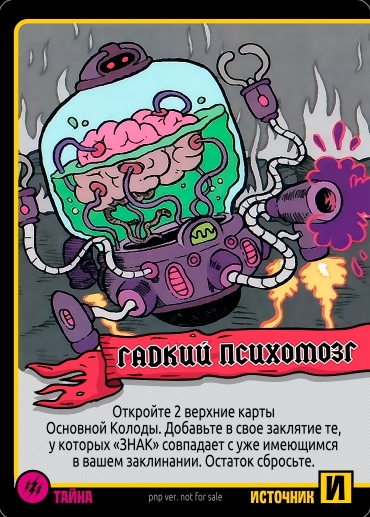 ГАДКИЙ ПСИХОМОЗГ
Откройте 2 верхние карты
Основной Колоды. Добавьте в свое заклятие те,
у которых «ЗНАК» совпадает с уже имеющимся
в вашем заклинании. Остаток сбросьте.
ТАЙНА
pnp ver. not for sale
ИСТОЧНИК И